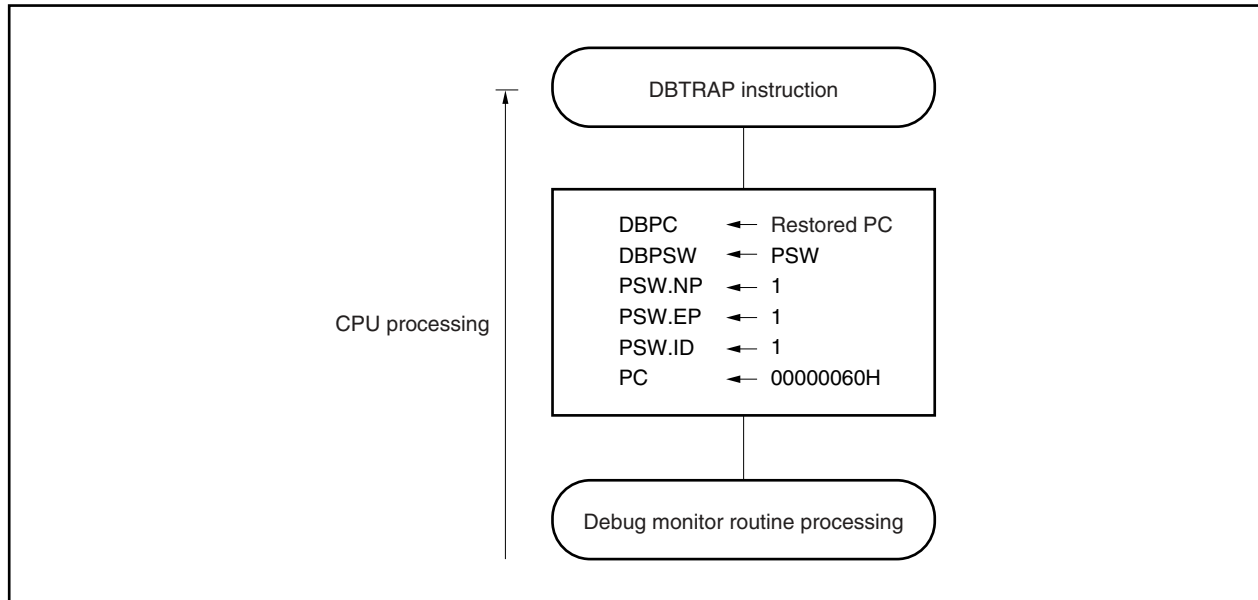 DBTRAP instruction
DBPC ← Restored PC
DBPSW ← PSW
PSW.NP ← 1
PSW.EP ← 1
PSW.ID ← 1
PC ← 00000060H
CPU processing
Debug monitor routine processing